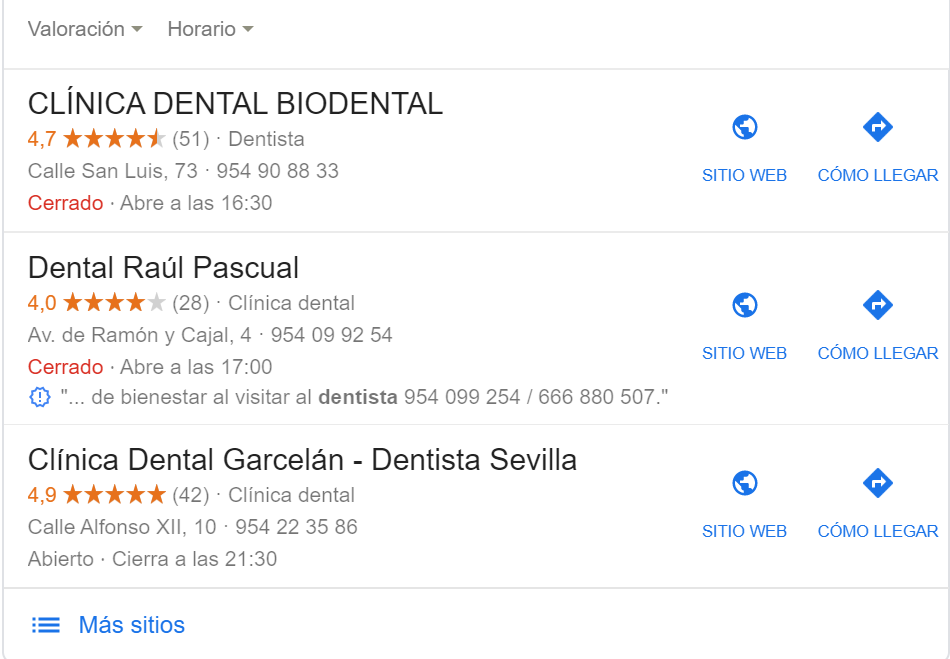 Valoración Horario
CLÍNICA DENTAL BIODENTAL
4,7 (51) · Dentista
Calle San Luis, 73 · 954 90 88 33
Cerrado · Abre a las 16:30
SITIO WEB CÓMO LLEGAR
Dental Raúl Pascual
4,0 (28) · Clínica dental
Av. de Ramón y Cajal, 4 · 954 09 92 54
Cerrado · Abre a las 17:00
"... de bienestar al visitar al dentista 954 099 254 / 666 880 507."
SITIO WEB CÓMO LLEGAR
Clínica Dental Garcelán - Dentista Sevilla
4,9 (42) · Clínica dental
Calle Alfonso XII, 10 · 954 22 35 86
Abierto · Cierra a las 21:30
SITIO WEB CÓMO LLEGAR
Más sitios